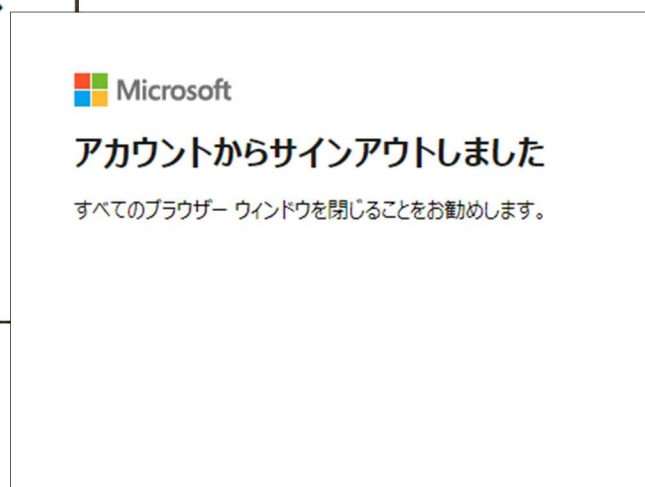 Microsoft
アカウントからサインアウトしました
すべてのブラウザー ウィンドウを閉じることをお勧めします。